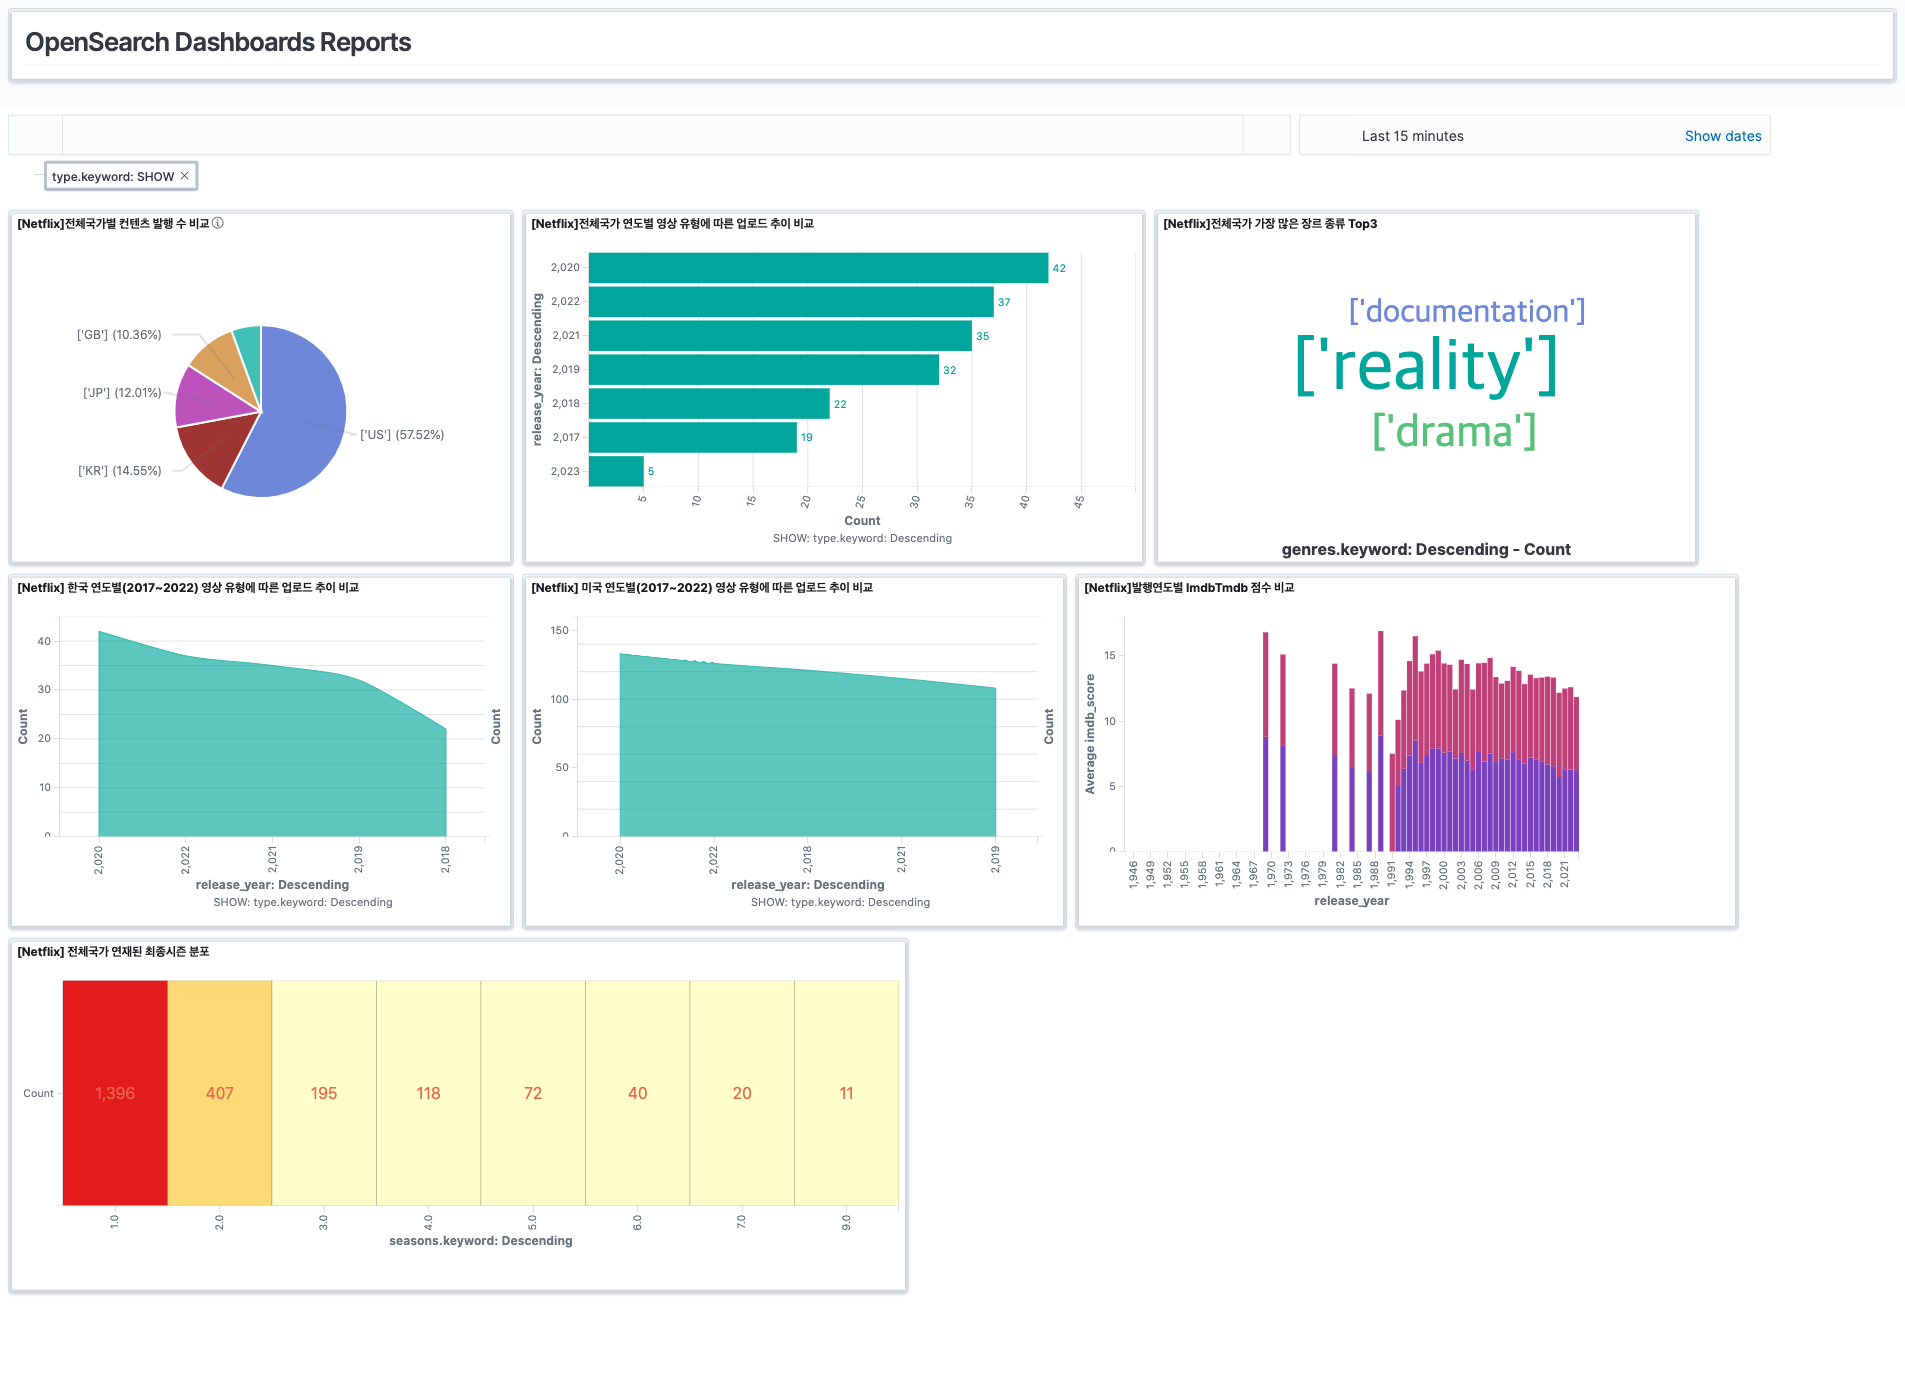 OpenSearch Dashboards Reports
Last 15 minutes
Show dates
type.keyword: SHOW ×
[Netflix]전체국가별 컨텐츠 발행 수 비교
['GB'] (10.36%)
['JP'] (12.01%)
['KR'] (14.55%)
['US'] (57.52%)
[Netflix]전체국가 연도별 영상 유형에 따른 업로드 추이 비교
release_year: Descending
2,020
42
2,022
37
2,021
35
2,019
32
2,018
22
2,017
19
2,023
5
5
10
15
20
25
30
35
40
45
Count
SHOW: type.keyword: Descending
[Netflix]전체국가 가장 많은 장르 종류 Top3
['documentation']
['reality']
['drama']
genres.keyword: Descending - Count
[Netflix] 한국 연도별(2017~2022) 영상 유형에 따른 업로드 추이 비교
Count
40
30
20
10
0
Count
2,020
2,022
2,021
2,019
2,018
release_year: Descending
SHOW: type.keyword: Descending
[Netflix] 미국 연도별(2017~2022) 영상 유형에 따른 업로드 추이 비교
Count
150
100
50
0
Count
2,020
2,022
2,018
2,021
2,019
release_year: Descending
SHOW: type.keyword: Descending
[Netflix]발행연도별 ImdbTmdb 점수 비교
Average imdb_score
15
10
5
0
1,946
1,949
1,952
1,955
1,958
1,961
1,964
1,967
1,970
1,973
1,976
1,979
1,982
1,985
1,988
1,991
1,994
1,997
2,000
2,003
2,006
2,009
2,012
2,015
2,018
2,021
release_year
[Netflix] 전체국가 연재된 최종시즌 분포
Count
1,396
407
195
118
72
40
20
11
1.0
2.0
3.0
4.0
5.0
6.0
7.0
9.0
seasons.keyword: Descending